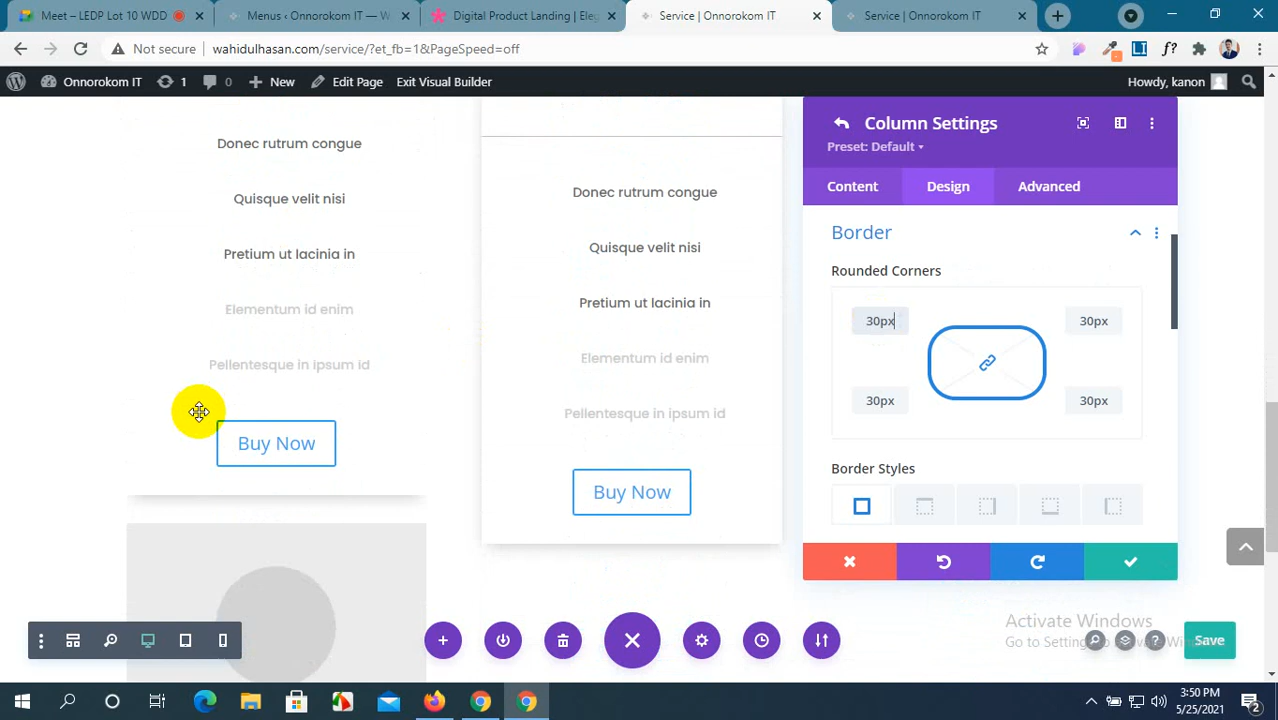 Meet – LEDP Lot 10 WDD
Menus ‹ Onnorokom IT — W
Digital Product Landing | Eleg
Service | Onnorokom IT
Service | Onnorokom IT
Not secure
wahidulhasan.com/service/?et_fb=1&PageSpeed=off
Onnorokom IT
1
0
New
Edit Page
Exit Visual Builder
Howdy, kanon
Donec rutrum congue
Quisque velit nisi
Pretium ut lacinia in
Elementum id enim
Pellentesque in ipsum id
Buy Now
Donec rutrum congue
Quisque velit nisi
Pretium ut lacinia in
Elementum id enim
Pellentesque in ipsum id
Buy Now
Column Settings
Preset: Default
Content
Design
Advanced
Border
Rounded Corners
30px
30px
30px
30px
Border Styles
Activate Windows
Go to Settings to Activate Windows.
Save
3:50 PM
5/25/2021
2